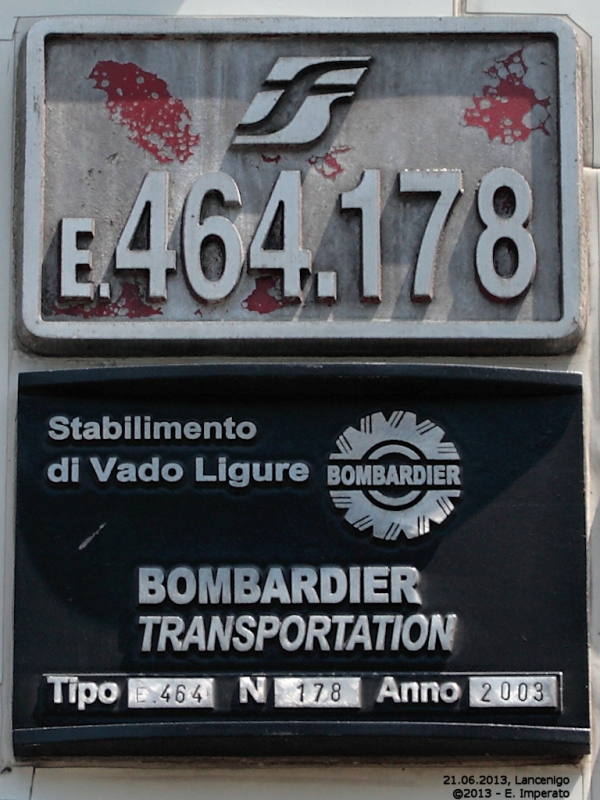 FS
E.464.178
Stabilimento
di Vado Ligure
BOMBARDIER
BOMBARDIER
TRANSPORTATION
Tipo E.464 N 178 Anno 2003
21.06.2013, Lancenigo
©2013 - E. Imperato